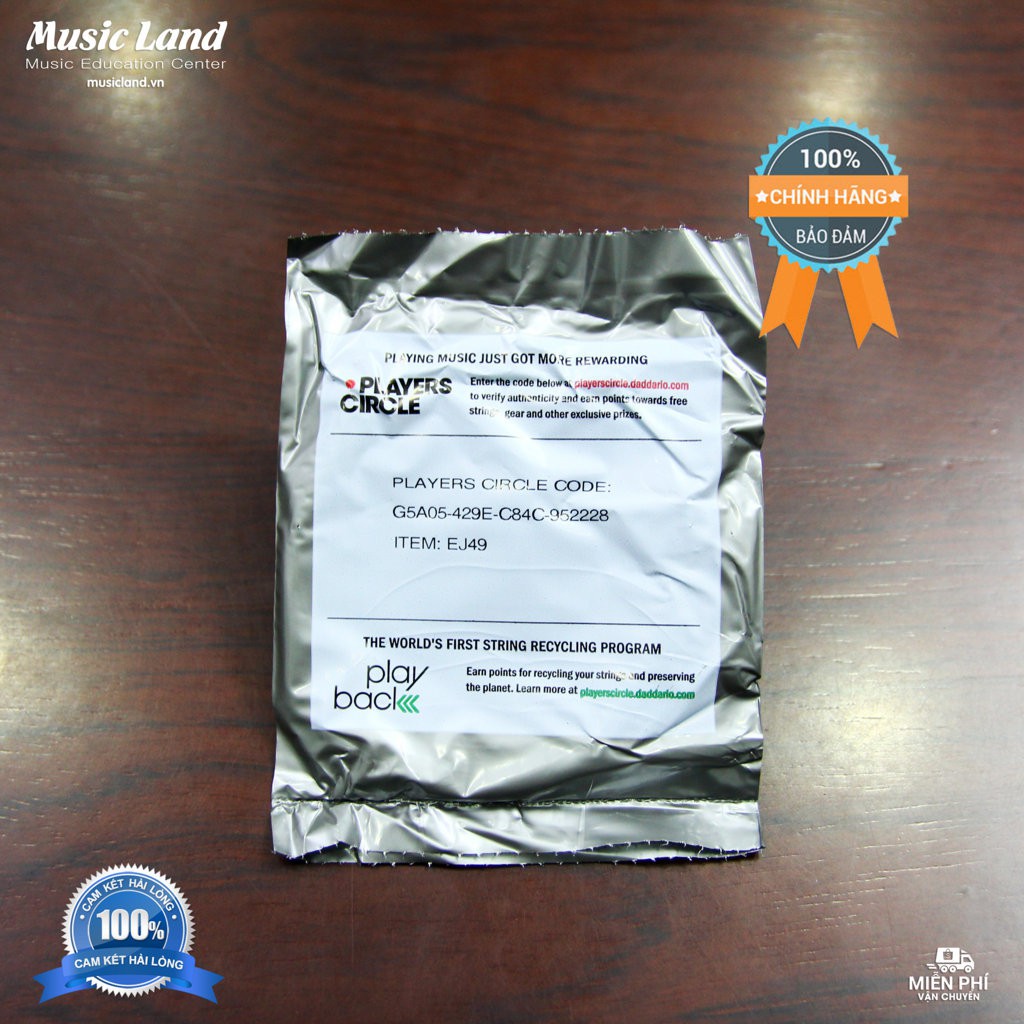 Music Land
Music Education Center
musicland.vn
100%
CHÍNH HÃNG
BẢO ĐẢM
PLAYING MUSIC JUST GOT MORE REWARDING
PLAYERS
CIRCLE
Enter the code below at playerscircle.daddario.com
to verify authenticity and earn points towards free
strings, gear and other exclusive prizes.
PLAYERS CIRCLE CODE:
G5A05-429E-C84C-952228
ITEM: EJ49
THE WORLD'S FIRST STRING RECYCLING PROGRAM
play
back
Earn points for recycling your strings and preserving
the planet. Learn more at playerscircle.daddario.com
CAM KẾT HÀI LÒNG
100%
CAM KẾT HÀI LÒNG
MIỄN PHÍ
VẬN CHUYỂN